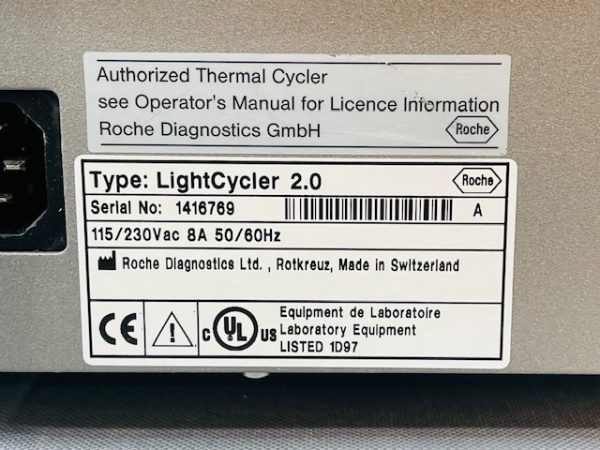 Authorized Thermal Cycler
see Operator's Manual for Licence Information
Roche Diagnostics GmbH
Roche
Type: LightCycler 2.0
Roche
Serial No: 1416769
A
115/230Vac 8A 50/60Hz
Roche Diagnostics Ltd., Rotkreuz, Made in Switzerland
CE
C UL US
Equipment de Laboratoire
Laboratory Equipment
LISTED 1D97